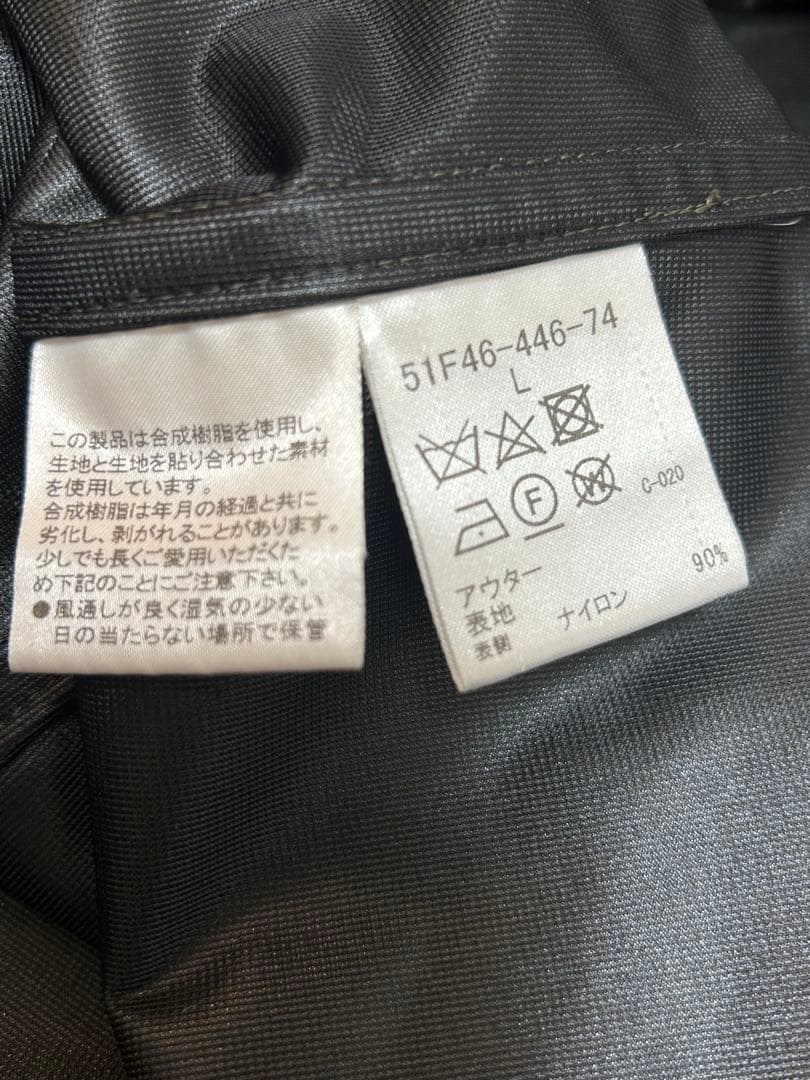 この製品は合成樹脂を使用し、
生地と生地を貼り合わせた素材
を使用しています。
合成樹脂は年月の経過と共に
劣化し、剥がれることがあります。
少しでも長くご愛用いただくた
め下記のことにご注意下さい。
●風通しが良く湿気の少ない
日の当たらない場所で保管
51F46-446-74
L
F
W
C-020
アウター
表地
表側 ナイロン 90%